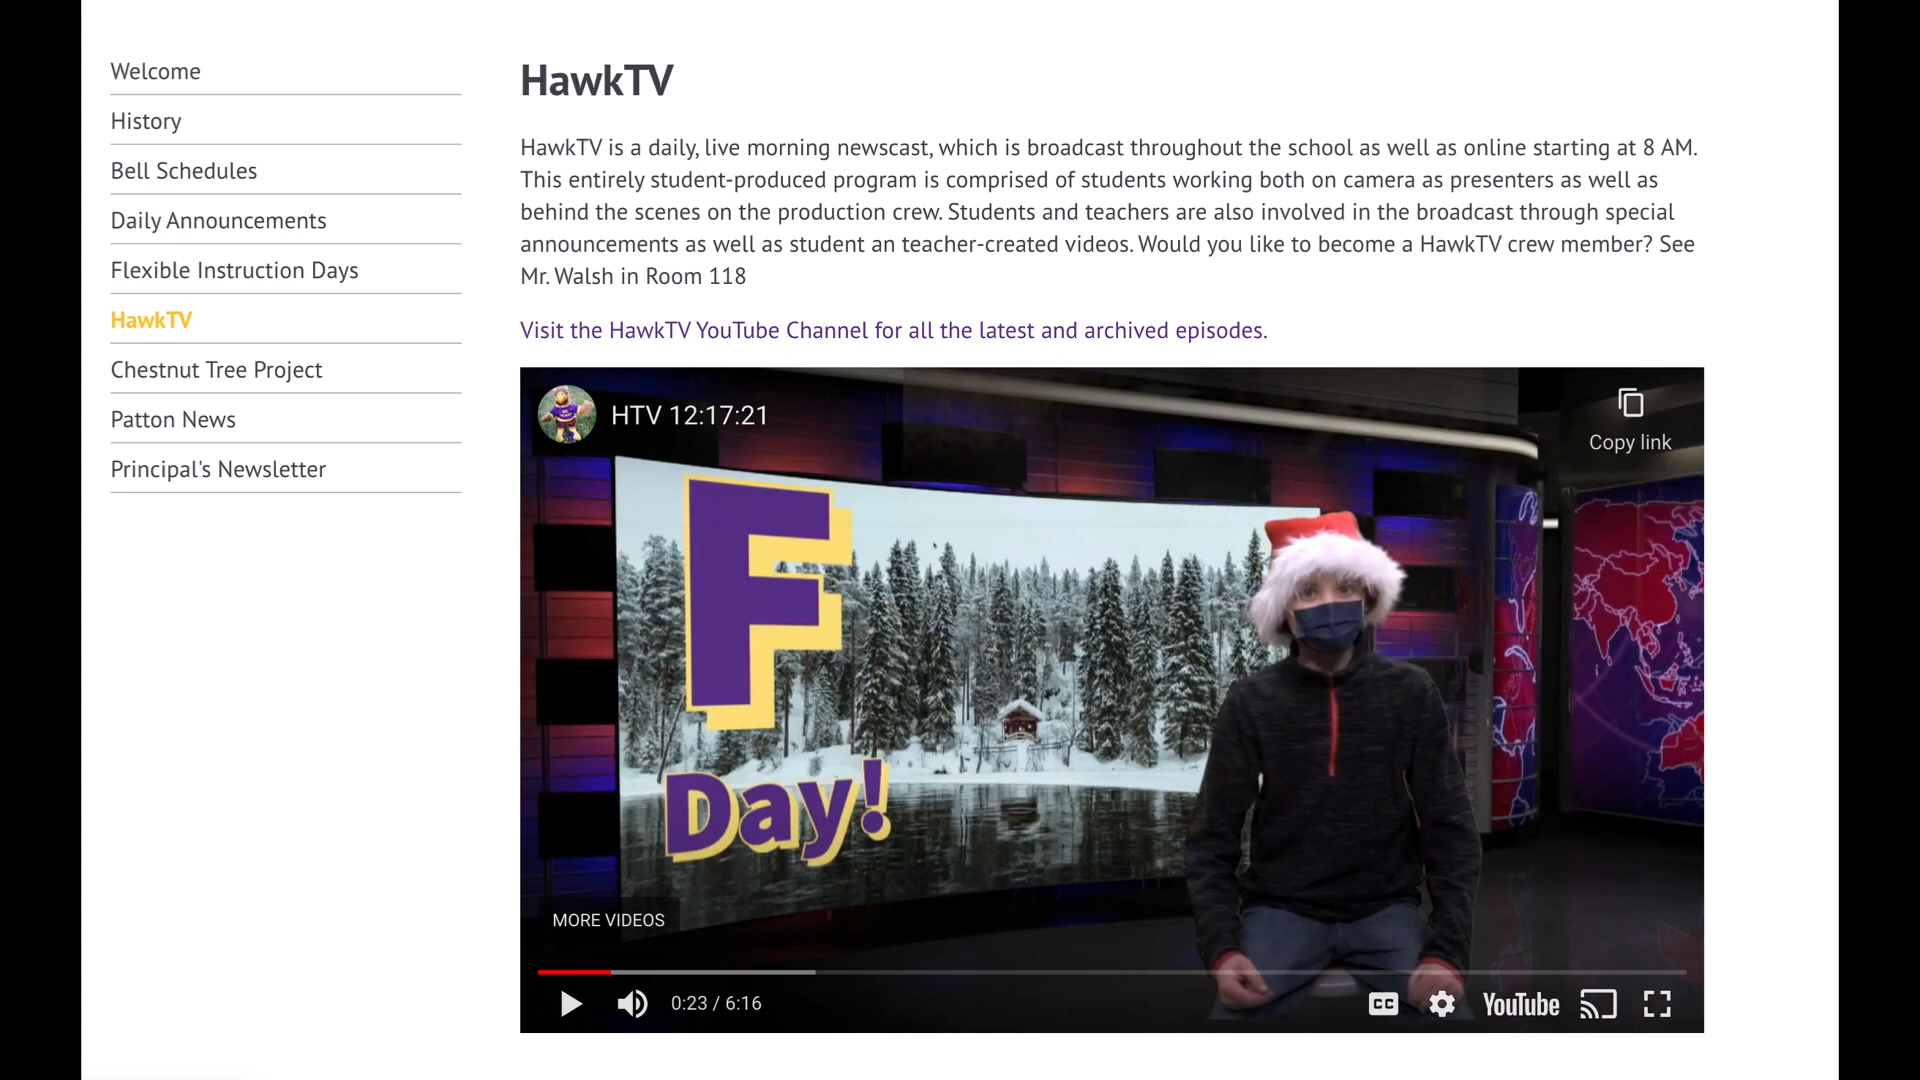 Welcome
History
Bell Schedules
Daily Announcements
Flexible Instruction Days
HawkTV
Chestnut Tree Project
Patton News
Principal's Newsletter
HawkTV
HawkTV is a daily, live morning newscast, which is broadcast throughout the school as well as online starting at 8 AM.
This entirely student-produced program is comprised of students working both on camera as presenters as well as
behind the scenes on the production crew. Students and teachers are also involved in the broadcast through special
announcements as well as student an teacher-created videos. Would you like to become a HawkTV crew member? See
Mr. Walsh in Room 118
Visit the HawkTV YouTube Channel for all the latest and archived episodes.
HTV 12:17:21
Copy link
F
Day!
MORE VIDEOS
0:23 / 6:16
CC
YouTube